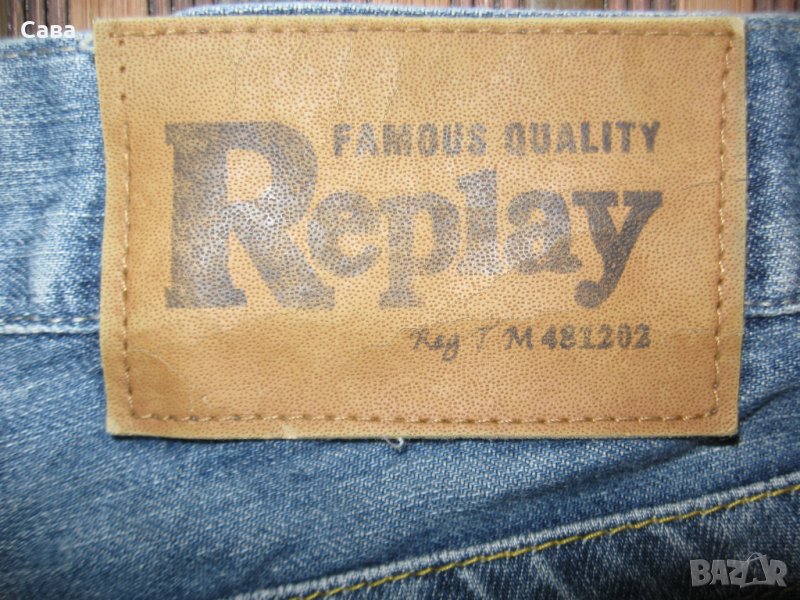 Сава
FAMOUS QUALITY
Replay
Reg T M 481202
BAZAR